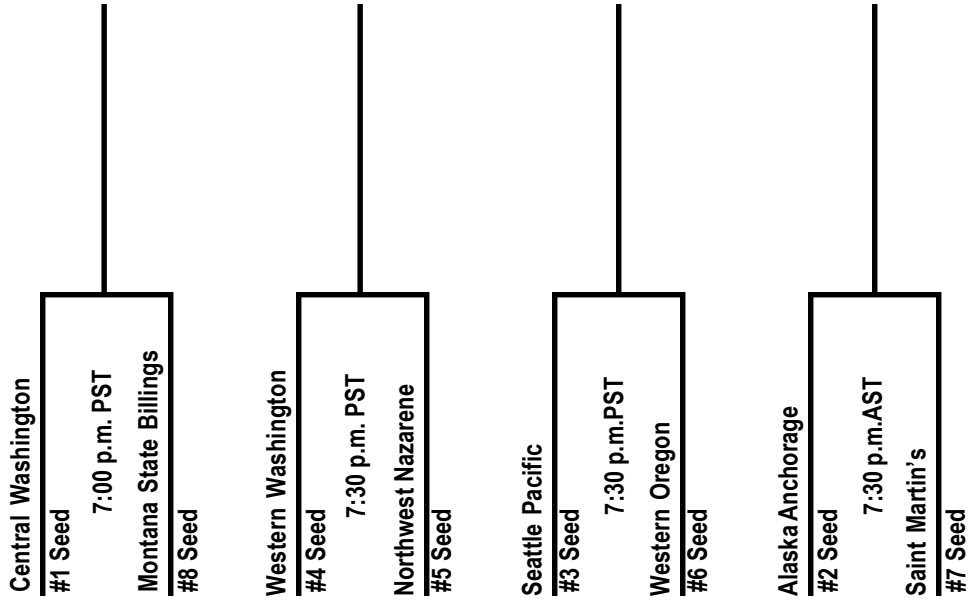 Central Washington
#1 Seed
7:00 p.m. PST
Montana State Billings
#8 Seed
Western Washington
#4 Seed
7:30 p.m. PST
Northwest Nazarene
#5 Seed
Seattle Pacific
#3 Seed
7:30 p.m.PST
Western Oregon
#6 Seed
Alaska Anchorage
#2 Seed
7:30 p.m.AST
Saint Martin's
#7 Seed